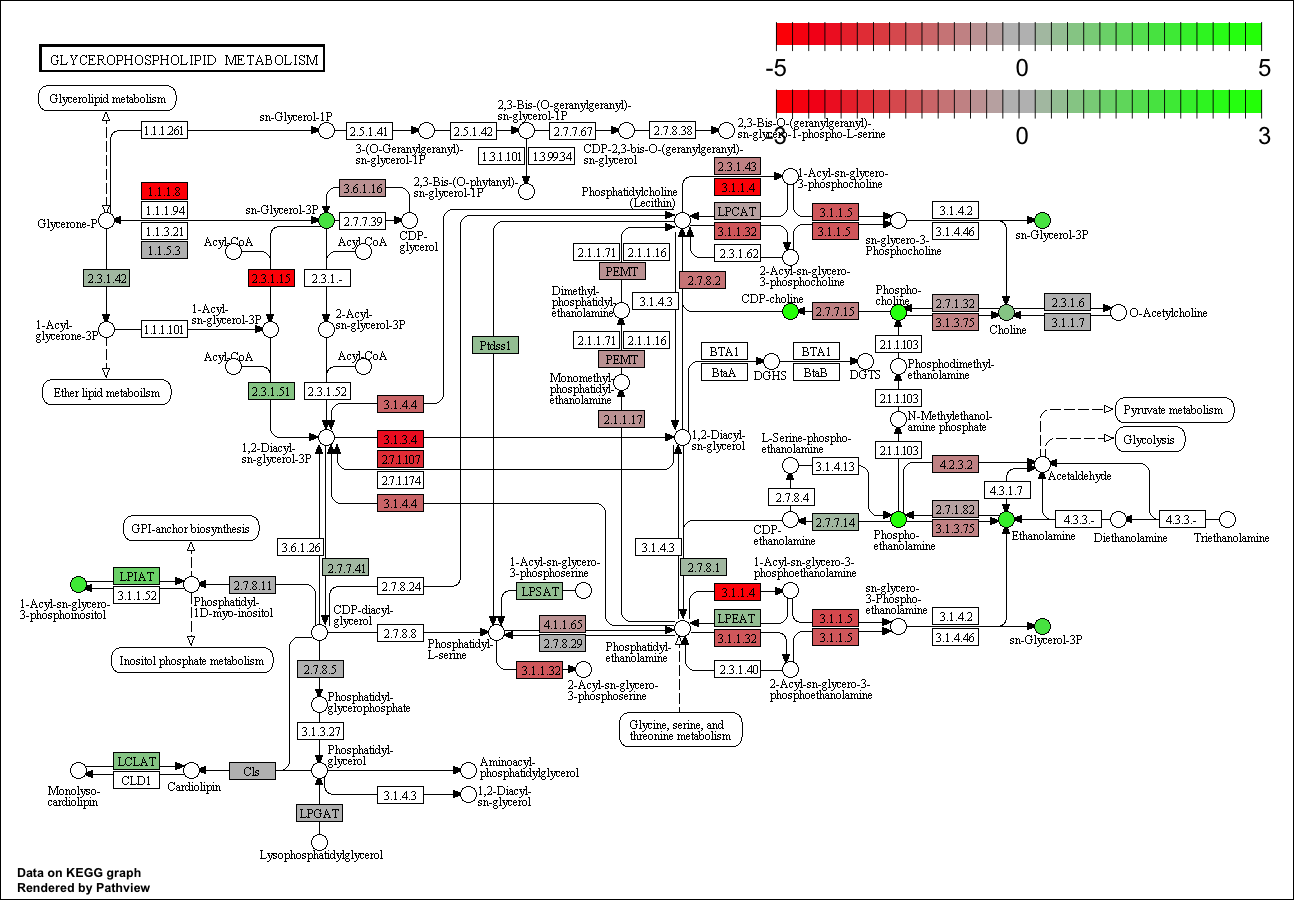 GLYCEROPHOSPHOLIPID METABOLISM
-5 0 5
-3 0 3
Glycerolipid metabolism
1.1.1.261
sn-Glycerol-1P
2.5.1.41
3-(O-Geranylgeranyl)-
sn-glycerol-1P
2.5.1.42
2,3-Bis-(O-geranylgeranyl)-
sn-glycerol-1P
2.7.7.67
CDP-2,3-bis-O-(geranylgeranyl)-
sn-glycerol
2.7.8.38
2,3-Bis-O-(geranylgeranyl)-
sn-glycerol-1-phospho-L-serine
1.3.1.101
1.3.99.34
2,3-Bis-(O-phytanyl)-
sn-glycerol-1P
1.1.1.8
1.1.1.94
1.1.3.21
1.1.5.3
Glycerone-P
sn-Glycerol-3P
3.6.1.16
2.7.7.39
CDP-
glycerol
Acyl-CoA
Acyl-CoA
2.3.1.42
2.3.1.15
2.3.1.-
1-Acyl-
glycerone-3P
1.1.1.101
1-Acyl-
sn-glycerol-3P
2-Acyl-
sn-glycerol-3P
Acyl-CoA
Acyl-CoA
Ether lipid metabolism
2.3.1.51
2.3.1.52
1,2-Diacyl-
sn-glycerol-3P
3.1.4.4
3.1.3.4
2.7.1.107
2.7.1.174
3.1.4.4
Ptdss1
Phosphatidylcholine
(Lecithin)
2.3.1.43
3.1.1.4
LPCAT
3.1.1.32
2.3.1.62
1-Acyl-sn-glycero-
3-phosphocholine
2-Acyl-sn-glycero-
3-phosphocholine
3.1.1.5
3.1.1.5
sn-glycero-3-
Phosphocholine
3.1.4.2
3.1.4.46
sn-Glycerol-3P
2.1.1.71
2.1.1.16
PEMT
Dimethyl-
phosphatidyl-
ethanolamine
3.1.4.3
2.7.8.2
CDP-choline
2.7.7.15
Phospho-
choline
2.7.1.32
3.1.3.75
Choline
2.3.1.6
3.1.1.7
O-Acetylcholine
2.1.1.71
2.1.1.16
PEMT
Monomethyl-
phosphatidyl-
ethanolamine
2.1.1.17
BTA1
BtaA
DGHS
BTA1
BtaB
DGTS
2.1.1.103
Phosphodimethyl-
ethanolamine
2.1.1.103
N-Methylethanol-
amine phosphate
2.1.1.103
Pyruvate metabolism
Glycolysis
1,2-Diacyl-
sn-glycerol
L-Serine-phospho-
ethanolamine
3.1.4.13
2.7.8.4
4.2.3.2
Acetaldehyde
4.3.1.7
CDP-
ethanolamine
2.7.7.14
Phospho-
ethanolamine
2.7.1.82
3.1.3.75
Ethanolamine
4.3.3.-
Diethanolamine
4.3.3.-
Triethanolamine
GPI-anchor biosynthesis
3.6.1.26
2.7.7.41
3.1.4.3
2.7.8.1
LPIAT
3.1.1.52
1-Acyl-sn-glycero-
3-phosphoinositol
Phosphatidyl-
1D-myo-inositol
2.7.8.11
2.7.8.24
CDP-diacyl-
glycerol
2.7.8.8
Inositol phosphate metabolism
1-Acyl-sn-glycero-
3-phosphoserine
LPSAT
Phosphatidyl-
L-serine
4.1.1.65
2.7.8.29
3.1.1.32
2-Acyl-sn-glycero-
3-phosphoserine
Phosphatidyl-
ethanolamine
1-Acyl-sn-glycero-3-
phosphoethanolamine
3.1.1.4
LPEAT
3.1.1.32
2.3.1.40
2-Acyl-sn-glycero-3-
phosphoethanolamine
3.1.1.5
3.1.1.5
sn-glycero-
3-Phospho-
ethanolamine
3.1.4.2
3.1.4.46
sn-Glycerol-3P
2.7.8.5
Phosphatidyl-
glycerophosphate
3.1.3.27
Glycine, serine, and
threonine metabolism
Phosphatidyl-
glycerol
LCLAT
CLD1
Monolyso-
cardiolipin
Cardiolipin
Cls
Aminoacyl-
phosphatidylglycerol
3.1.4.3
1,2-Diacyl-
sn-glycerol
LPGAT
Lysophosphatidylglycerol
Data on KEGG graph
Rendered by Pathview